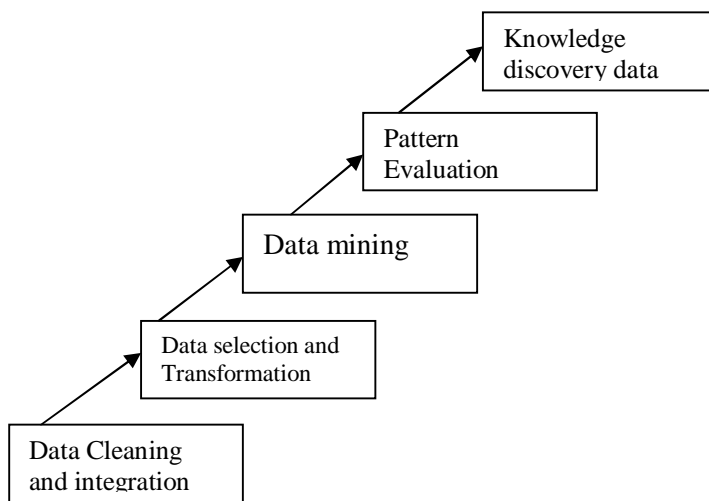 Knowledge
discovery data
Pattern
Evaluation
Data mining
Data selection and
Transformation
Data Cleaning
and integration